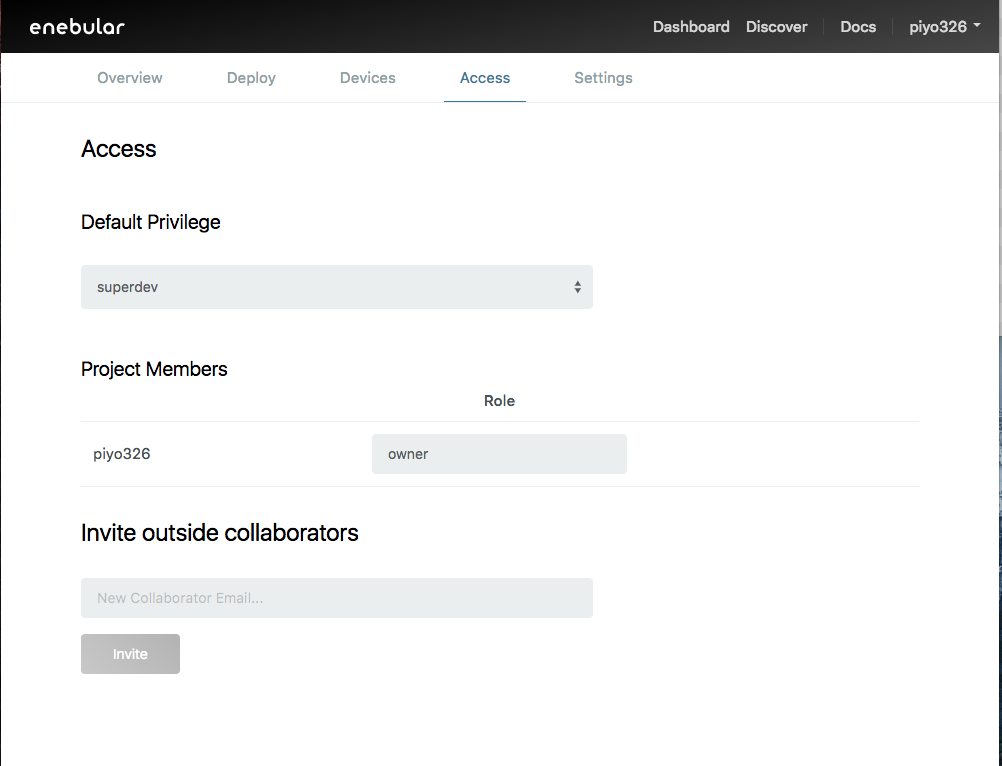 enebular
Dashboard Discover Docs piyo326
Overview Deploy Devices Access Settings
Access
Default Privilege
superdev
Project Members
Role
piyo326 owner
Invite outside collaborators
New Collaborator Email...
Invite